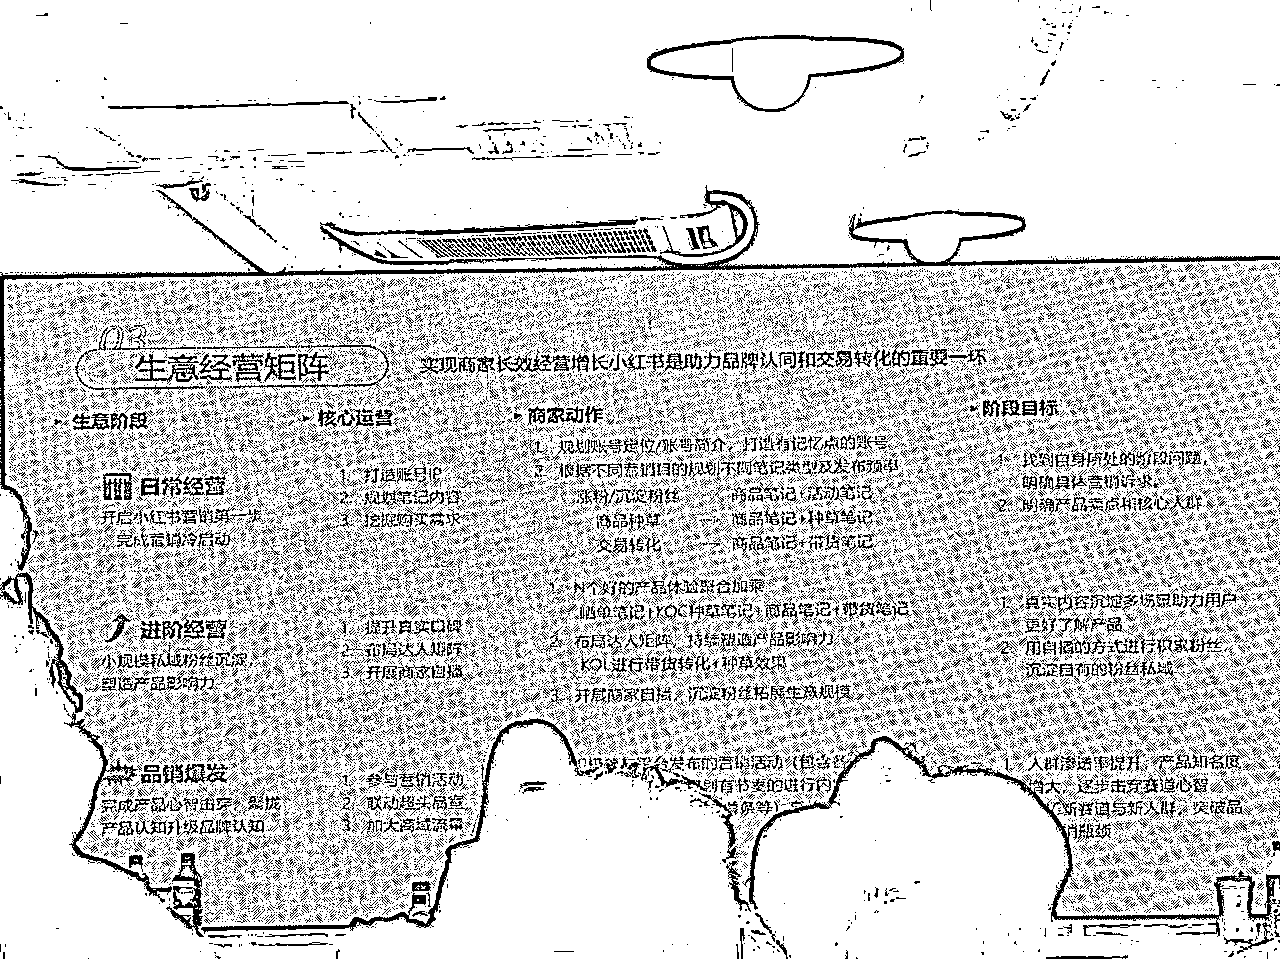 03
生意经营矩阵
实现商家长效经营增长小红书是助力品牌认同和交易转化的重要一环
生意阶段
核心运营
商家动作
阶段目标
日常经营
开启小红书营销第一步
完成营销冷启动
1. 打造账号IP
2. 规划笔记内容
3. 挖掘购买需求
1. 规划账号定位/账号简介，打造有记忆点的账号
2. 根据不同营销目的规划不同笔记类型及发布频率
涨粉/沉淀粉丝 → 商品笔记+活动笔记
商品种草 → 商品笔记+种草笔记
交易转化 → 商品笔记+带货笔记
1. 找到自身所处的阶段问题，
明确具体营销诉求。
2. 明确产品卖点和核心人群
进阶经营
小规模私域粉丝沉淀，
塑造产品影响力
1. 提升真实口碑
2. 布局达人矩阵
3. 开展商家自播
1. N个好的产品体验聚合加乘
晒单笔记+KOC种草笔记+商品笔记+带货笔记
2. 布局达人矩阵，持续塑造产品影响力
KOL进行带货转化+种草效果
3. 开展商家自播，沉淀粉丝拓展生意规模
1. 真实内容沉淀多场景助力用户
更好了解产品
2. 用自播的方式进行积累粉丝
沉淀自有的粉丝私域
品销爆发
完成产品心智击穿，聚拢
产品认知升级品牌认知
1. 参与营销活动
2. 联动超头品宣
3. 加大商域流量
平台发布的营销活动（包含
到有节奏的进行内
1. 人群渗透率提升，产品知名度
增大，逐步击穿赛道心智
新赛道与新人群，突破品
销瓶颈